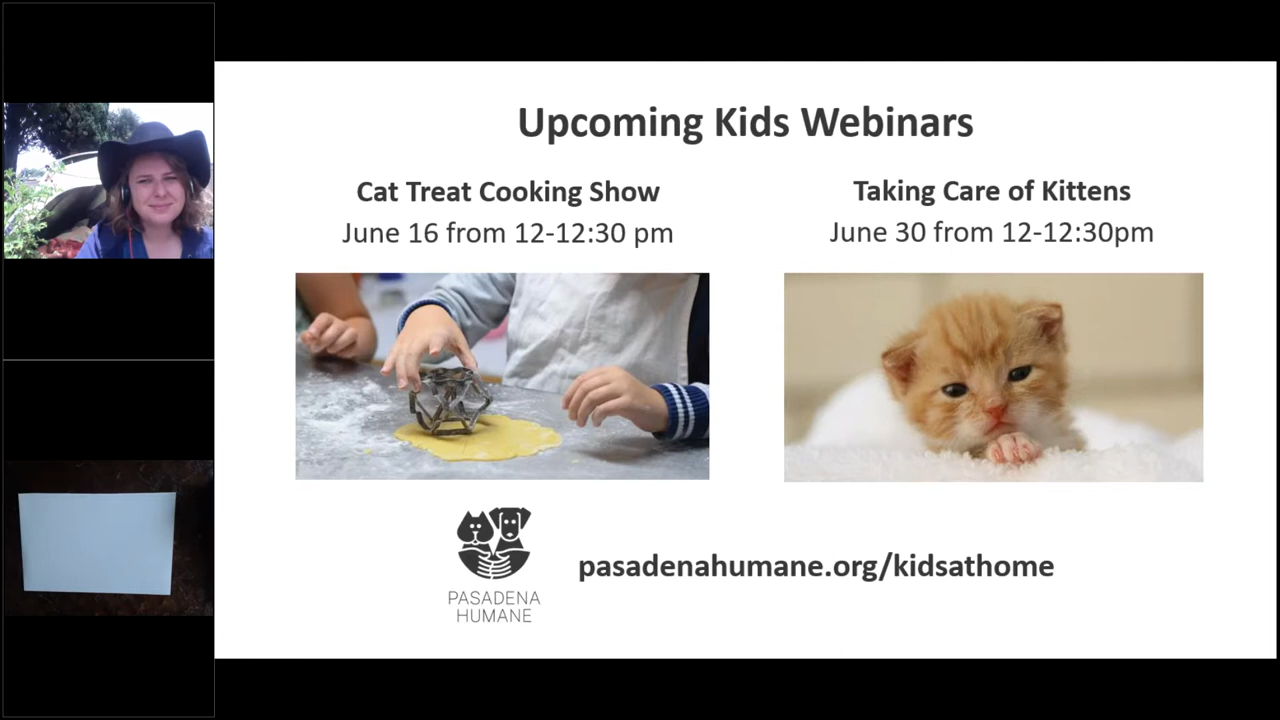 Upcoming Kids Webinars
Cat Treat Cooking Show
June 16 from 12-12:30 pm
Taking Care of Kittens
June 30 from 12-12:30pm
PASADENA
HUMANE
pasadenahumane.org/kidsathome